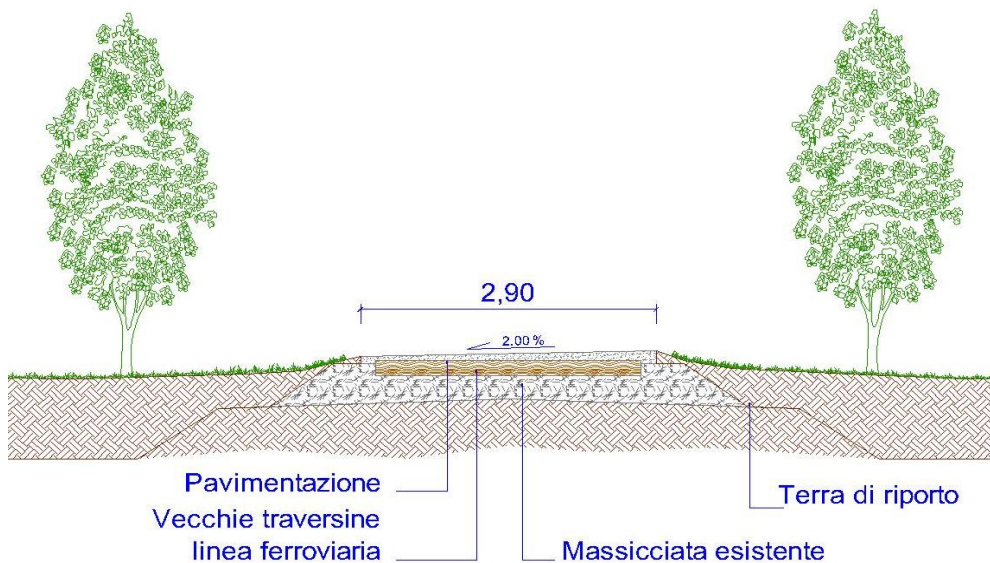 2,90
2.00 %
Pavimentazione
Vecchie traversine
linea ferroviaria
Massicciata esistente
Terra di riporto